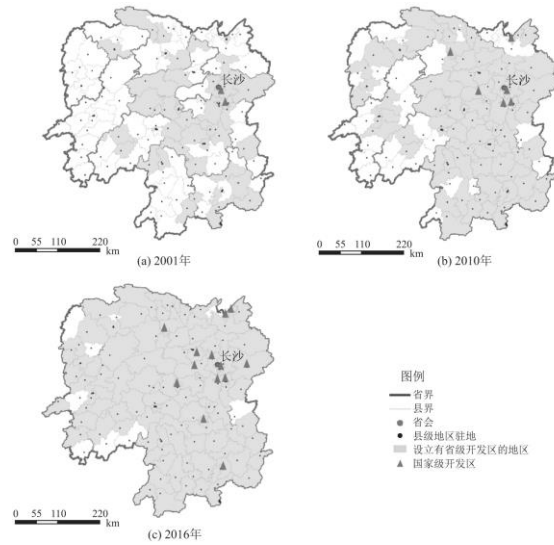 长沙
0 55 110 220
km
(a) 2001年
长沙
0 55 110 220
km
(b) 2010年
长沙
0 55 110 220
km
(c) 2016年
图例
省界
县界
省会
县级地区驻地
设立有省级开发区的地区
国家级开发区